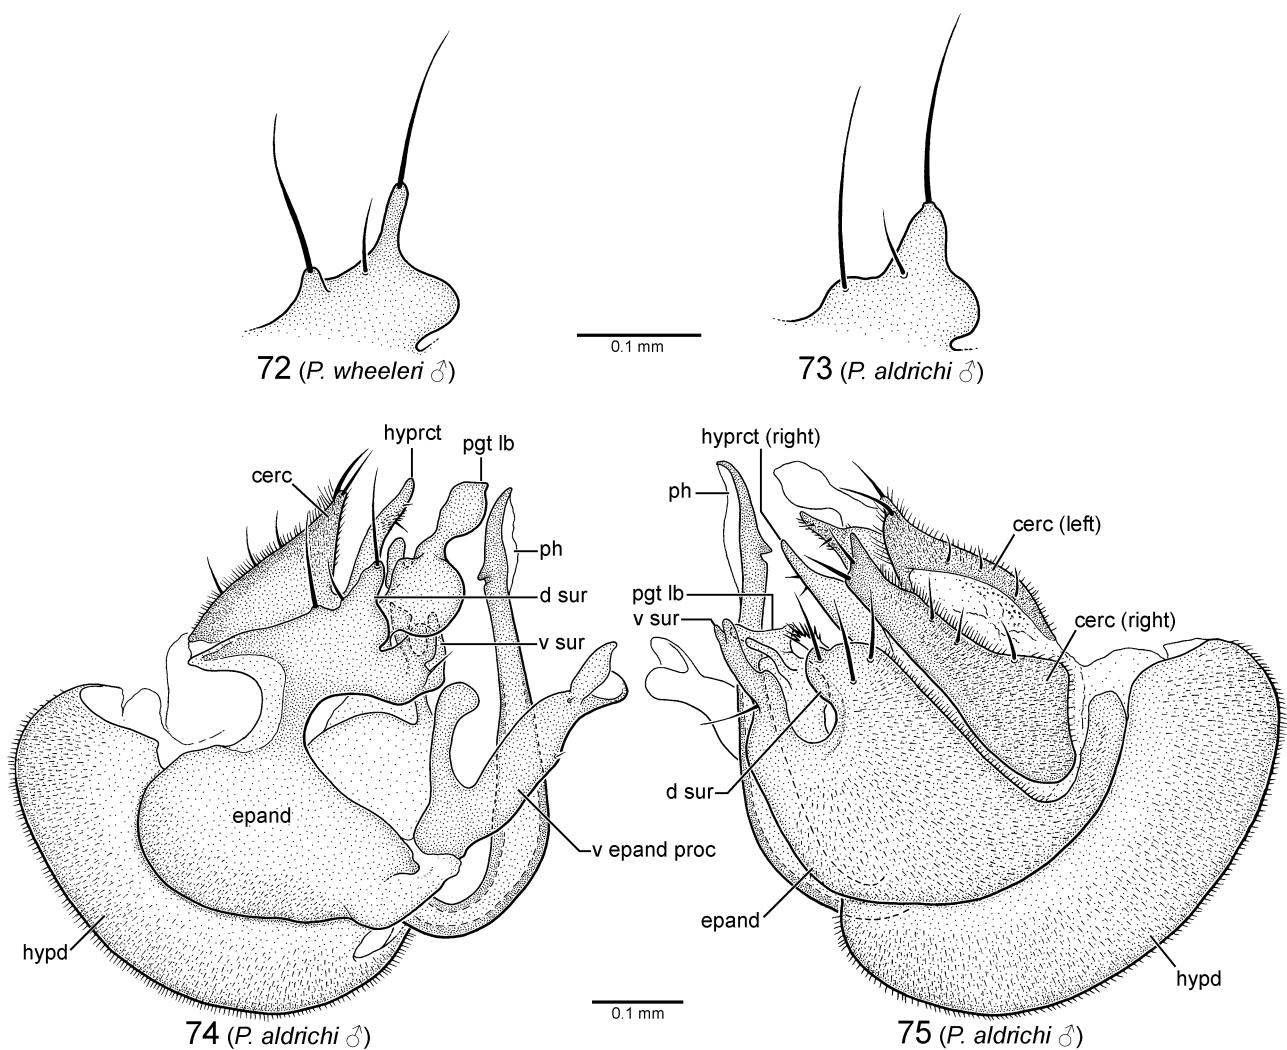 0.1 mm
72 (P. wheeleri ♂)
73 (P. aldrichi ♂)
hyprct
pgt lb
cerc
ph
d sur
v sur
epand
v epand proc
hypd
74 (P. aldrichi ♂)
hyprct (right)
ph
cerc (left)
pgt lb
v sur
cerc (right)
d sur
epand
hypd
0.1 mm
75 (P. aldrichi ♂)